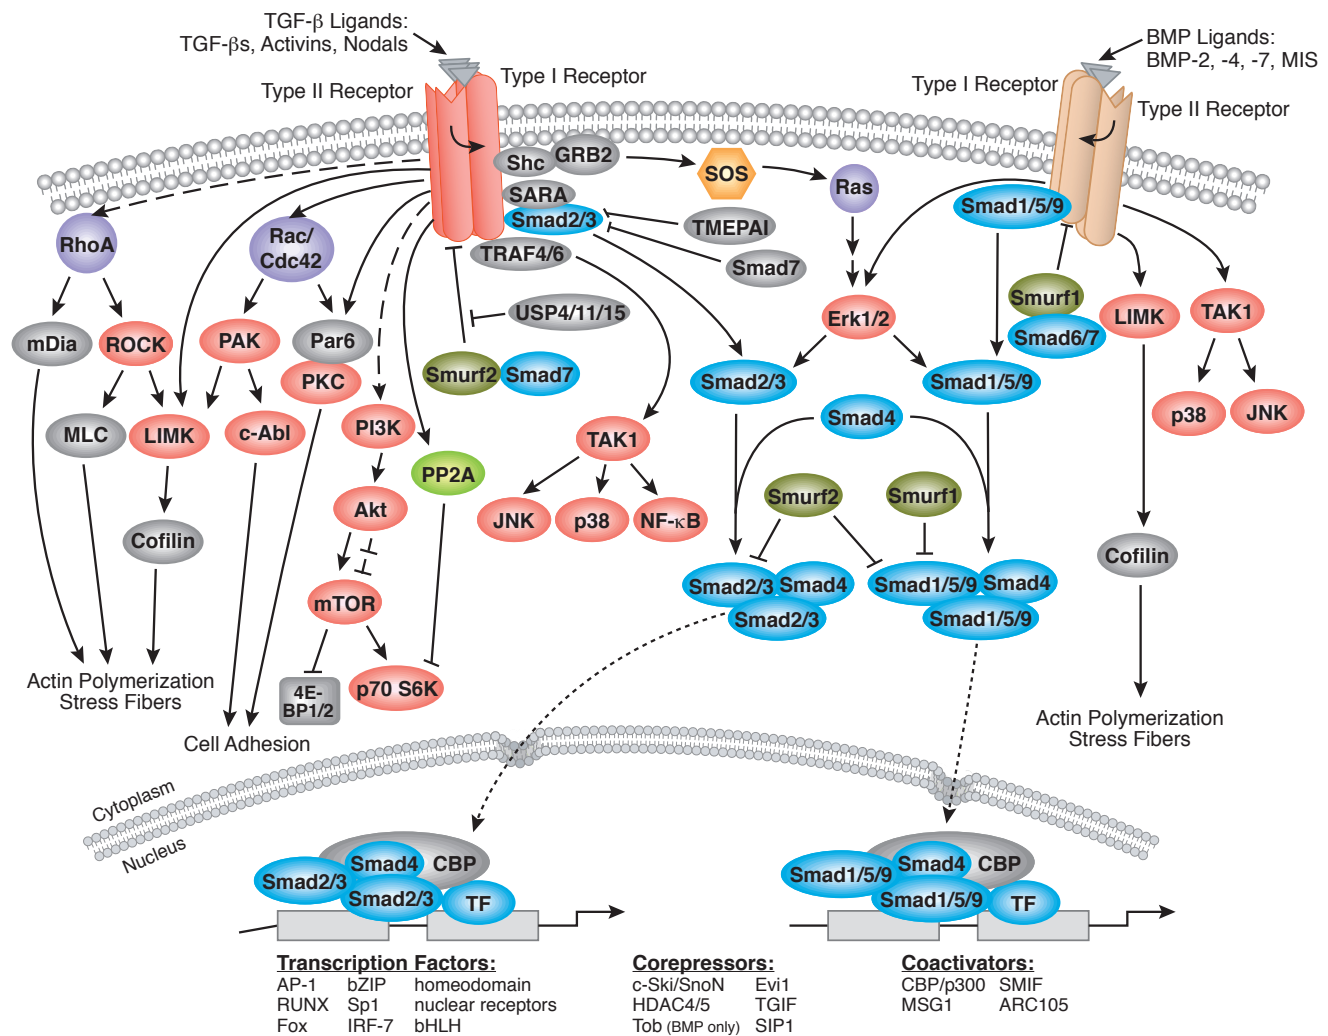 TGF-β Ligands:
TGF-βs, Activins, Nodals
BMP Ligands:
BMP-2, -4, -7, MIS
Type II Receptor
Type I Receptor
Type I Receptor
Type II Receptor
Shc
GRB2
SOS
Ras
SARA
Smad2/3
TRAF4/6
TMEPAI
Smad7
Smad1/5/9
RhoA
Rac/
Cdc42
USP4/11/15
Erk1/2
Smurf1
Smad6/7
LIMK
TAK1
mDia
ROCK
PAK
Par6
PKC
Smurf2
Smad7
Smad2/3
Smad1/5/9
p38
JNK
MLC
LIMK
c-Abl
PI3K
TAK1
Smad4
PP2A
Akt
JNK
p38
NF-κB
Smurf2
Smurf1
Cofilin
Cofilin
mTOR
Smad2/3
Smad4
Smad2/3
Smad1/5/9
Smad4
Smad1/5/9
4E-
BP1/2
p70 S6K
Actin Polymerization
Stress Fibers
Cell Adhesion
Actin Polymerization
Stress Fibers
Cytoplasm
Nucleus
Smad2/3
Smad4
CBP
Smad2/3
TF
Smad1/5/9
Smad4
CBP
Smad1/5/9
TF
Transcription Factors:
AP-1 bZIP homeodomain
RUNX Sp1 nuclear receptors
Fox IRF-7 bHLH
Corepressors:
c-Ski/SnoN Evi1
HDAC4/5 TGIF
Tob (BMP only) SIP1
Coactivators:
CBP/p300 SMIF
MSG1 ARC105